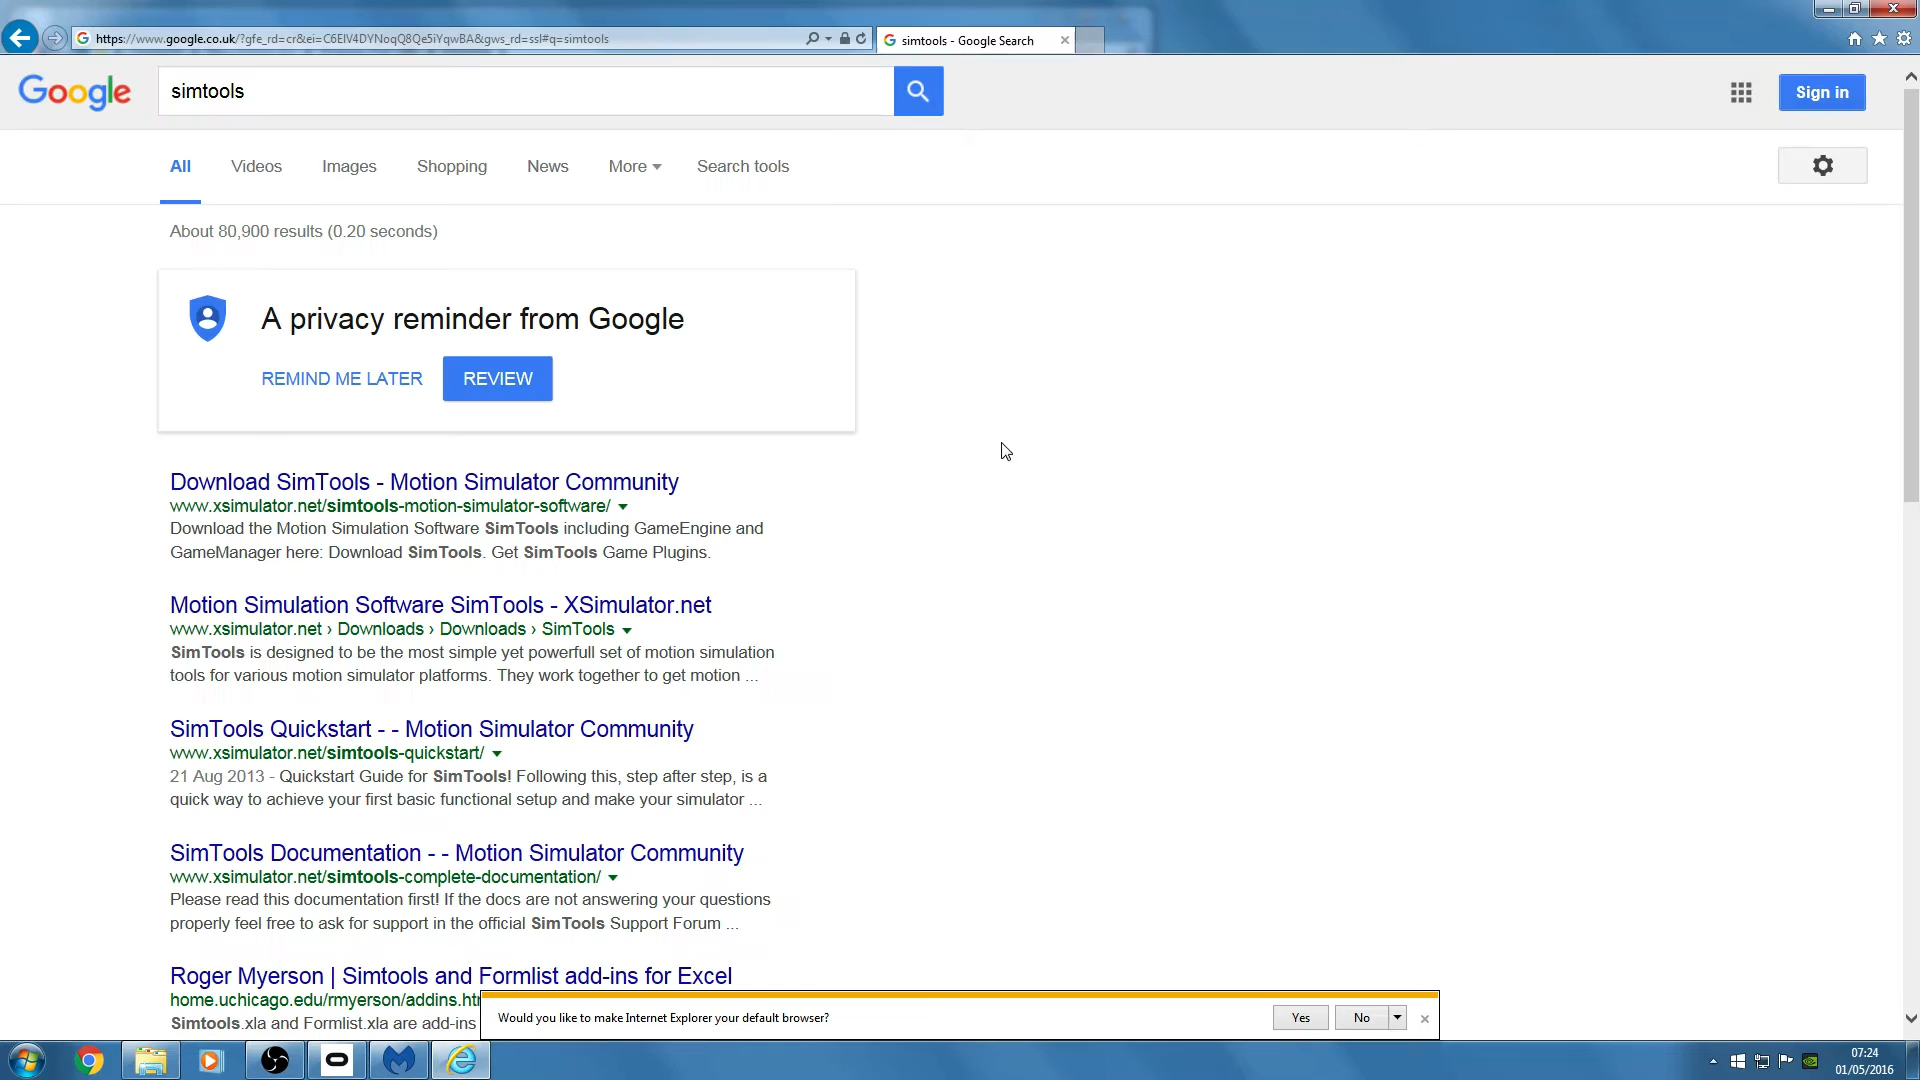 https://www.google.co.uk/?gfe_rd=cr&ei=C6ElV4DYNoqQ8Qe5iYqwBA&gws_rd=ssl#q=simtools
simtools - Google Search
Google
simtools
Sign in
All
Videos
Images
Shopping
News
More
Search tools
About 80,900 results (0.20 seconds)
A privacy reminder from Google
REMIND ME LATER
REVIEW
Download SimTools - Motion Simulator Community
www.xsimulator.net/simtools-motion-simulator-software/
Download the Motion Simulation Software SimTools including GameEngine and
GameManager here: Download SimTools. Get SimTools Game Plugins.
Motion Simulation Software SimTools - XSimulator.net
www.xsimulator.net › Downloads › Downloads › SimTools
SimTools is designed to be the most simple yet powerfull set of motion simulation
tools for various motion simulator platforms. They work together to get motion ...
SimTools Quickstart - - Motion Simulator Community
www.xsimulator.net/simtools-quickstart/
21 Aug 2013 - Quickstart Guide for SimTools! Following this, step after step, is a
quick way to achieve your first basic functional setup and make your simulator ...
SimTools Documentation - - Motion Simulator Community
www.xsimulator.net/simtools-complete-documentation/
Please read this documentation first! If the docs are not answering your questions
properly feel free to ask for support in the official SimTools Support Forum ...
Roger Myerson | Simtools and Formlist add-ins for Excel
home.uchicago.edu/rmyerson/addins.ht
Simtools.xla and Formlist.xla are add-ins
Would you like to make Internet Explorer your default browser?
Yes
No
07:24
01/05/2016